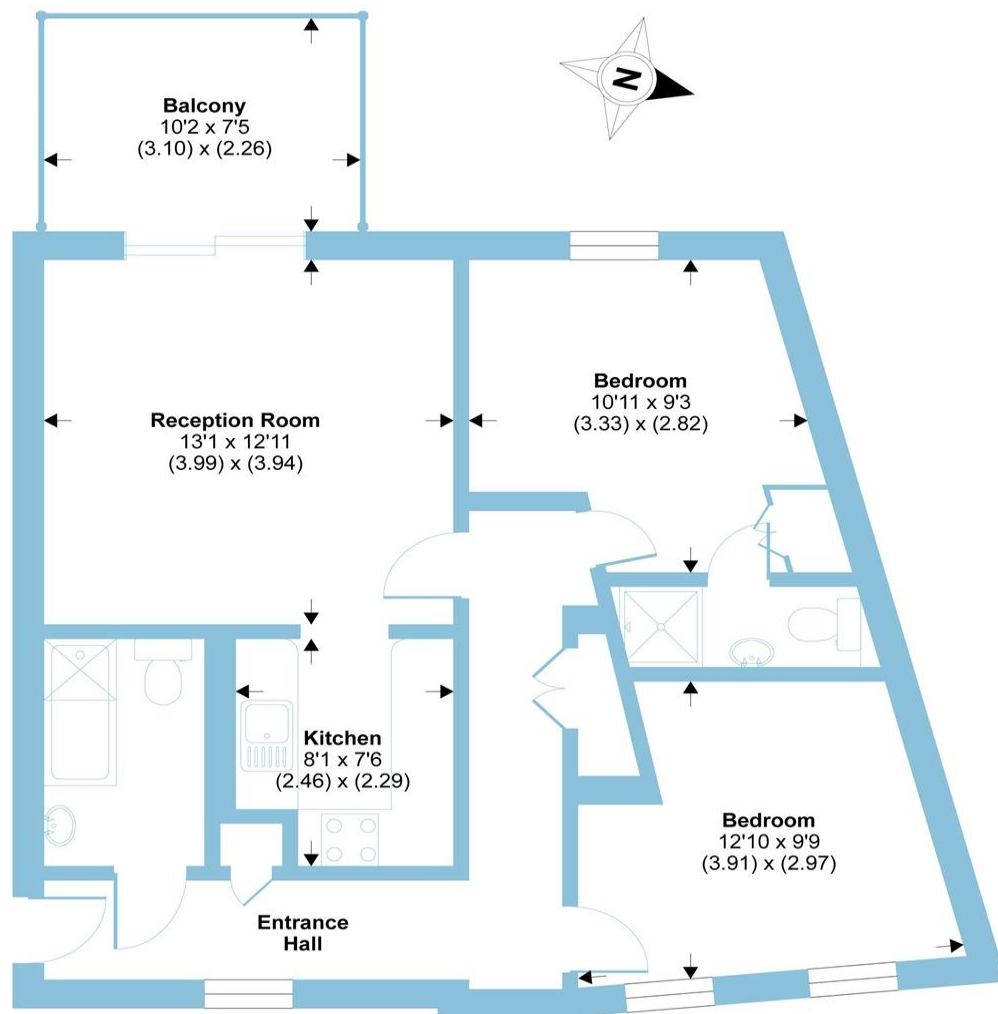 Balcony
10'2 x 7'5
(3.10) x (2.26)
N
Bedroom
10'11 x 9'3
(3.33) x (2.82)
Reception Room
13'1 x 12'11
(3.99) x (3.94)
Kitchen
8'1 x 7'6
(2.46) x (2.29)
Bedroom
12'10 x 9'9
(3.91) x (2.97)
Entrance
Hall